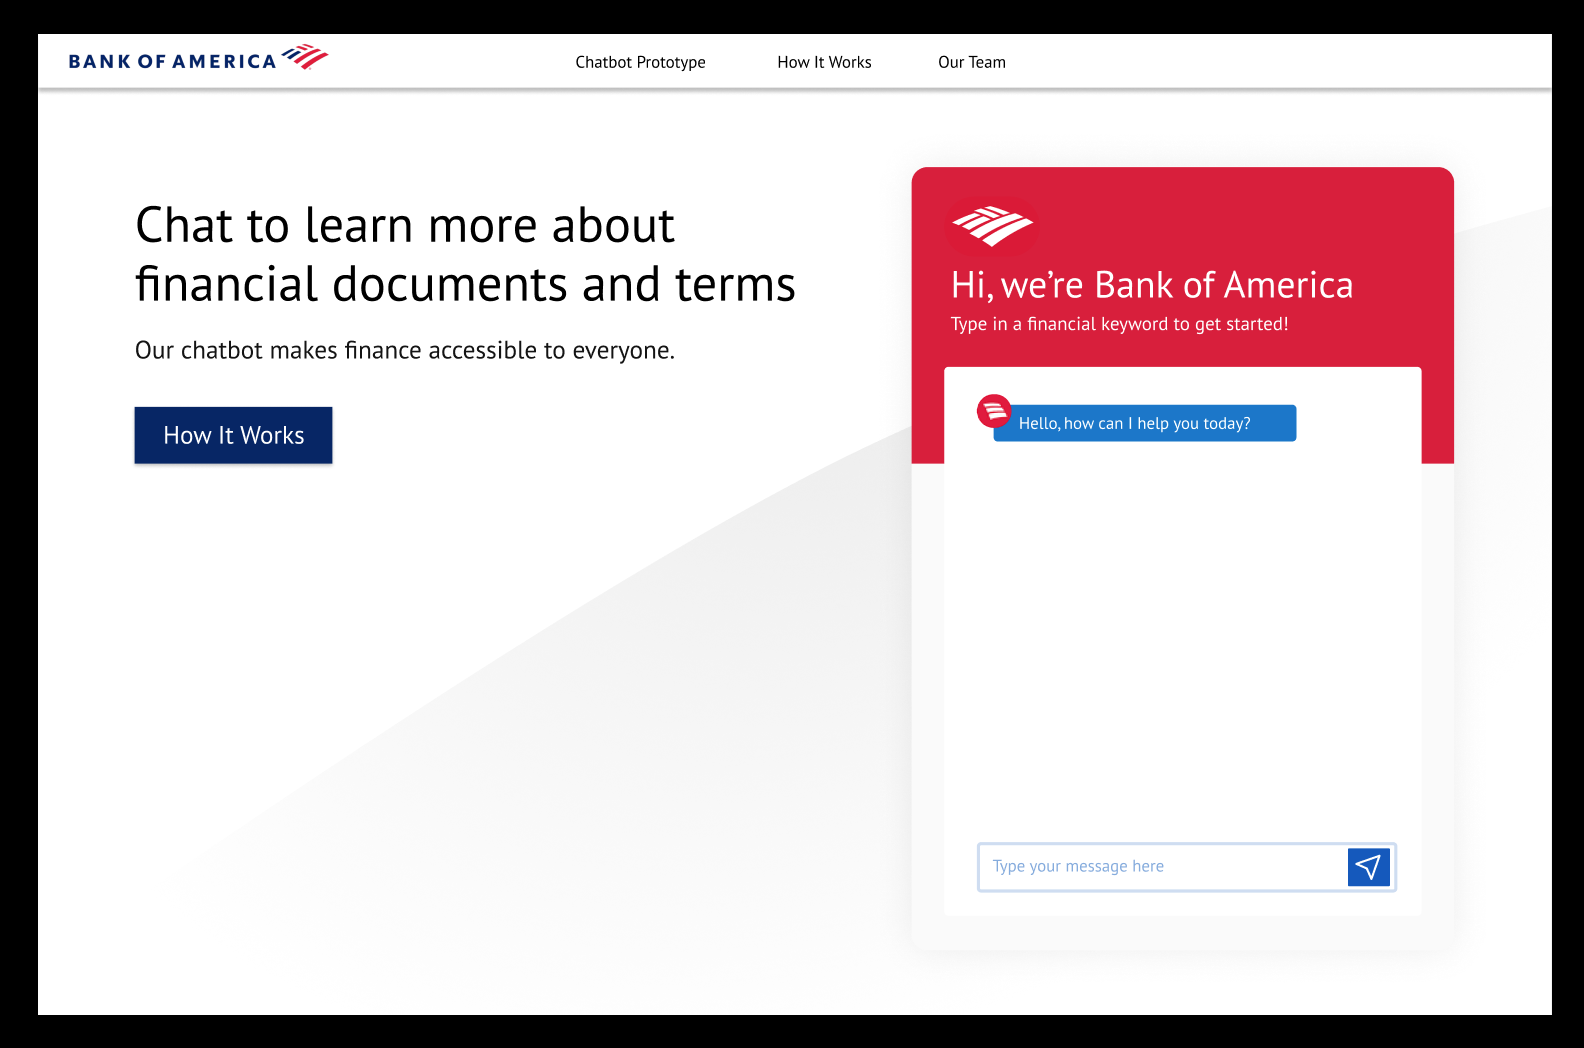 BANK OF AMERICA
Chatbot Prototype
How It Works
Our Team
Chat to learn more about
financial documents and terms
Our chatbot makes finance accessible to everyone.
How It Works
Hi, we’re Bank of America
Type in a financial keyword to get started!
Hello, how can I help you today?
Type your message here